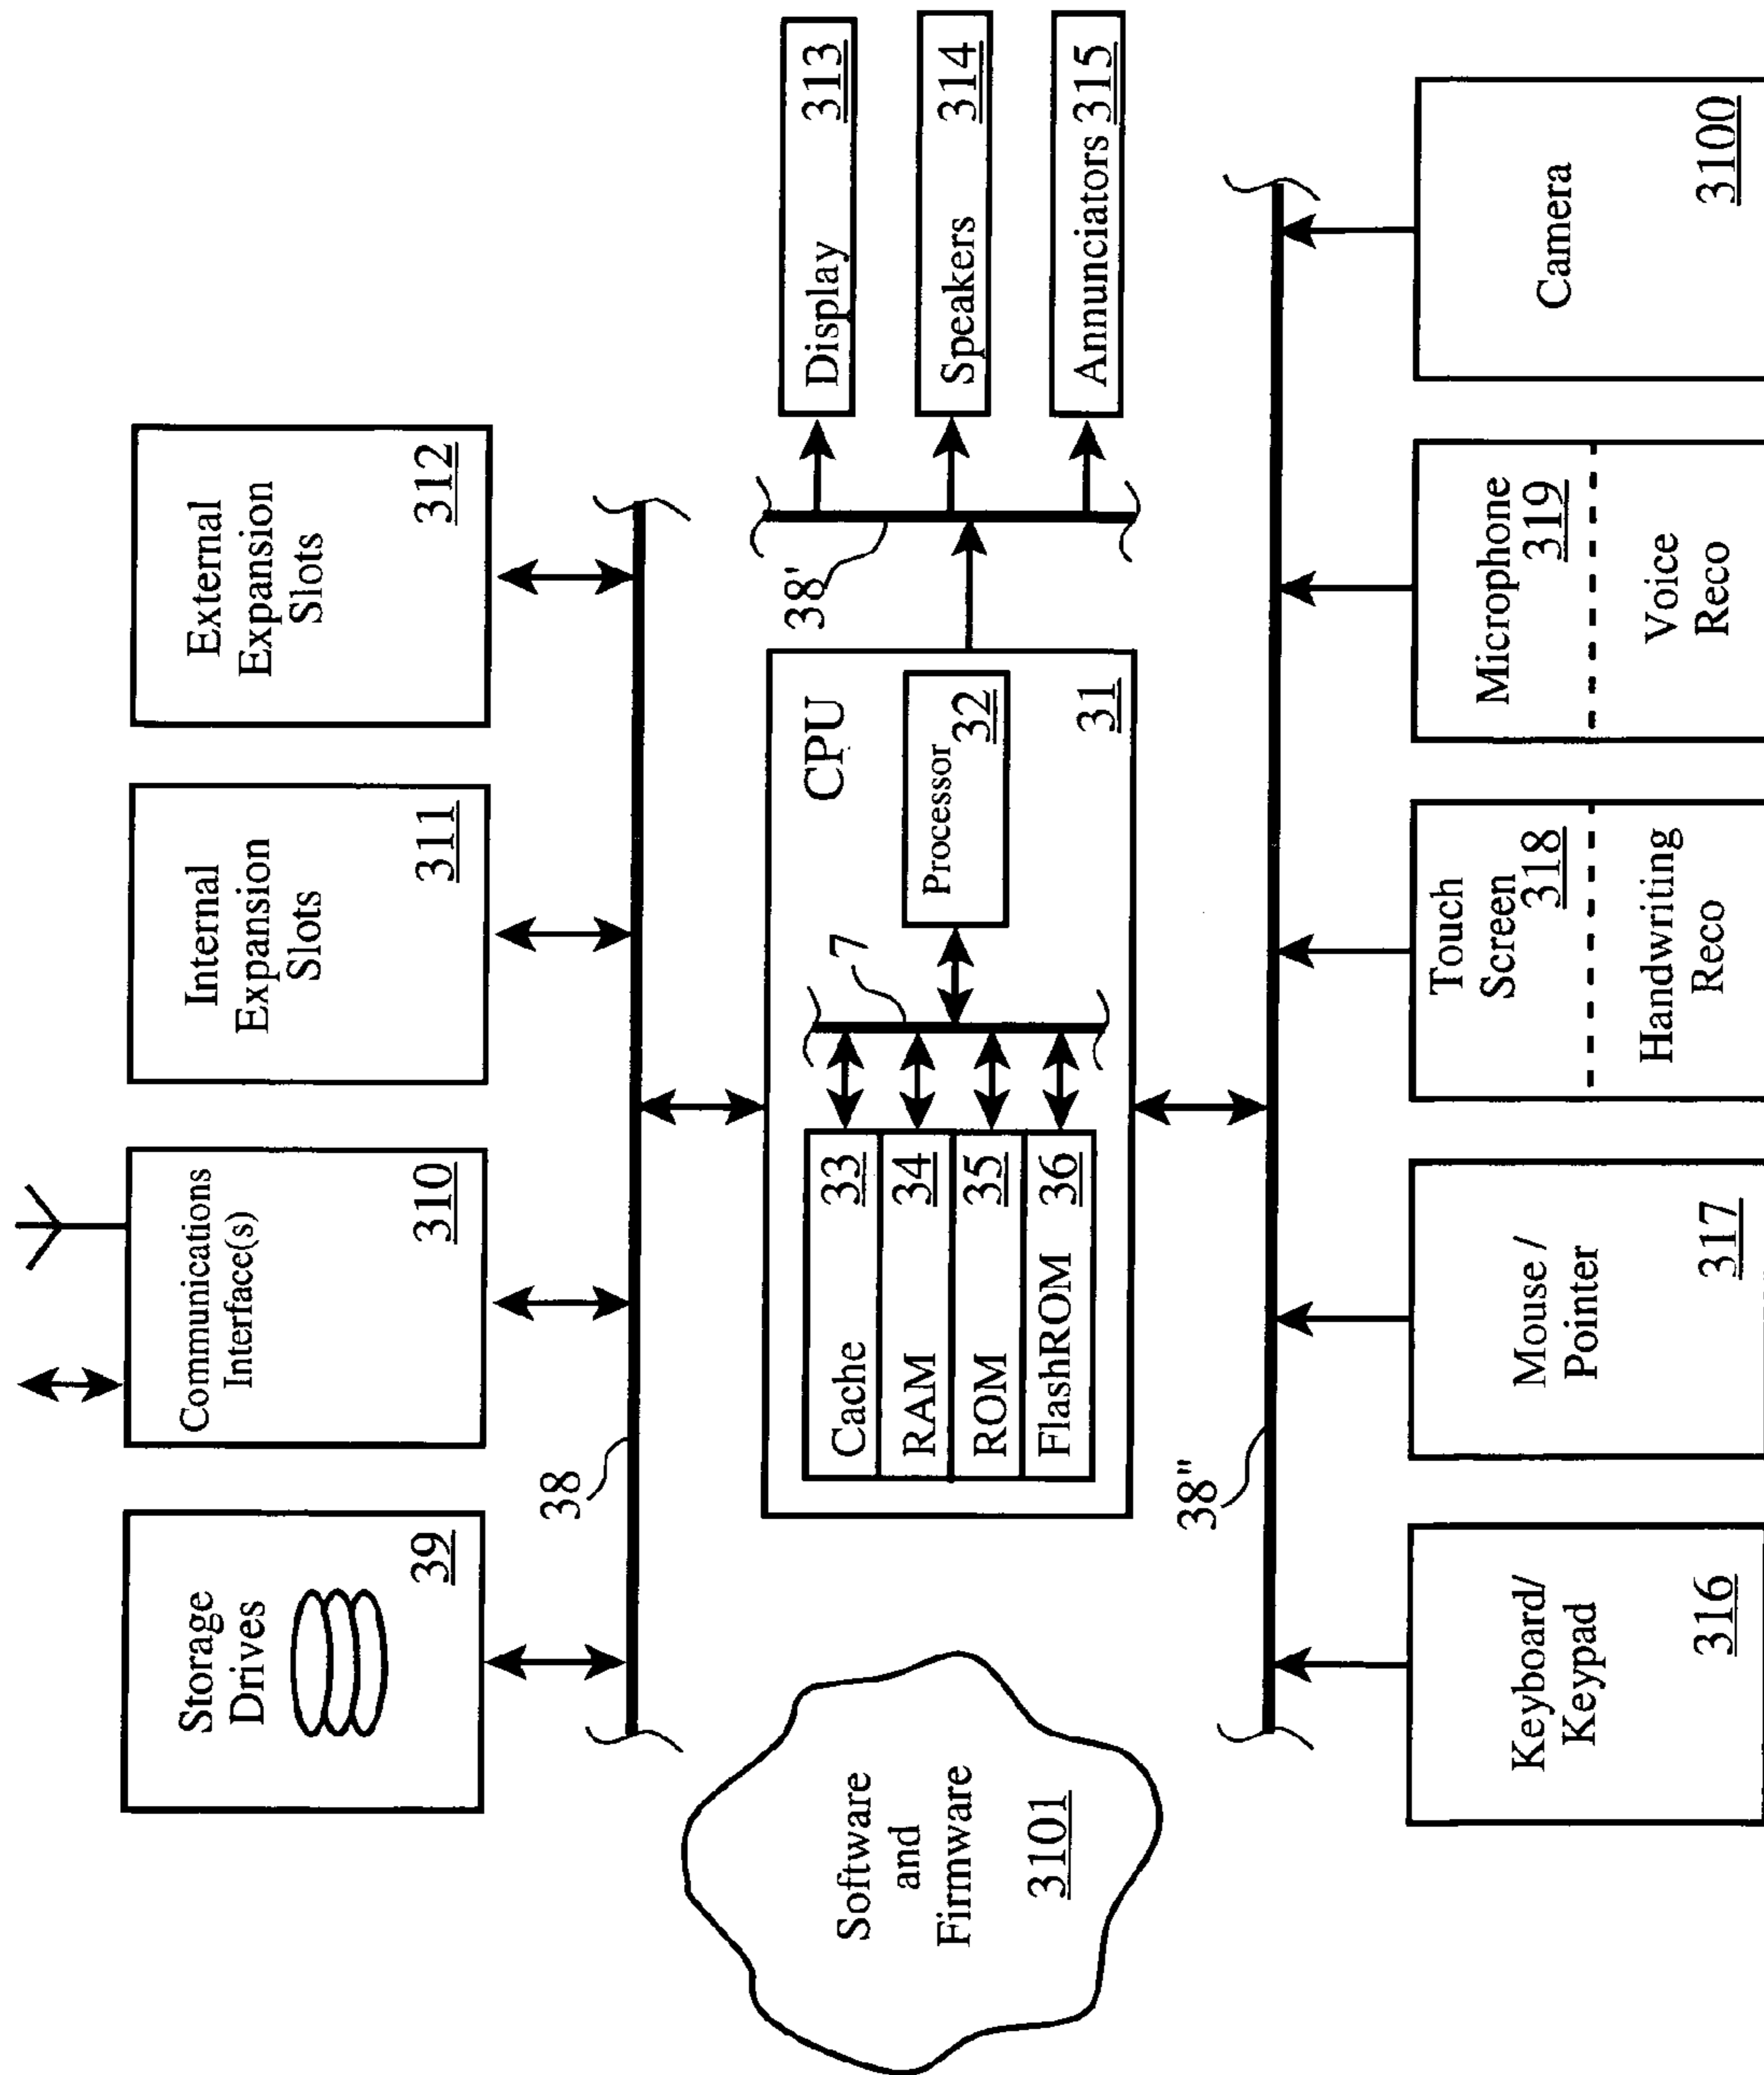 Storage
Drives
39
Communications
Interface(s)
310
Internal
Expansion
Slots
311
External
Expansion
Slots
312
38
CPU
Cache 33
RAM 34
ROM 35
FlashROM 36
7
Processor
32
31
38'
Display 313
Speakers 314
Annunciators 315
Software
and
Firmware
3101
38"
Keyboard/
Keypad
316
Mouse /
Pointer
317
Touch
Screen
318
Handwriting
Reco
Microphone
319
Voice
Reco
Camera
3100